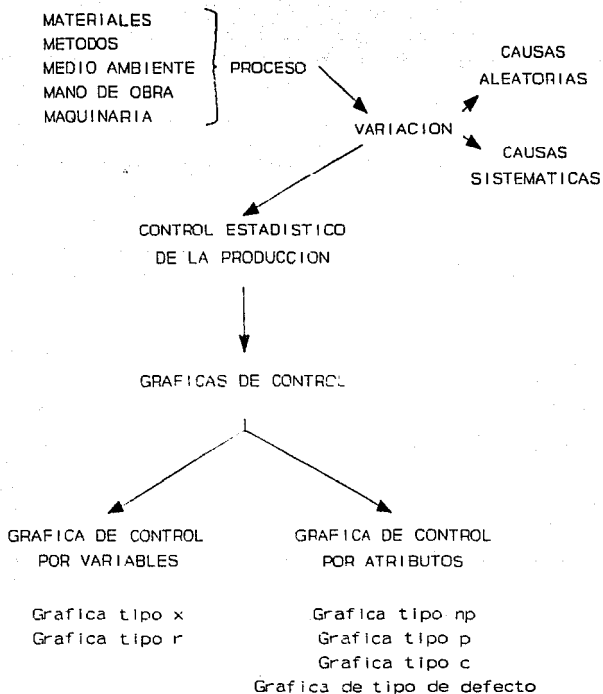 MATERIALES
METODOS
MEDIO AMBIENTE
MANO DE OBRA
MAQUINARIA
PROCESO
VARIACION
CAUSAS
ALEATORIAS
CAUSAS
SISTEMATICAS
CONTROL ESTADISTICO
DE LA PRODUCCION
GRAFICAS DE CONTROL
GRAFICA DE CONTROL
POR VARIABLES
Grafica tipo x
Grafica tipo r
GRAFICA DE CONTROL
POR ATRIBUTOS
Grafica tipo np
Grafica tipo p
Grafica tipo c
Grafica de tipo de defecto